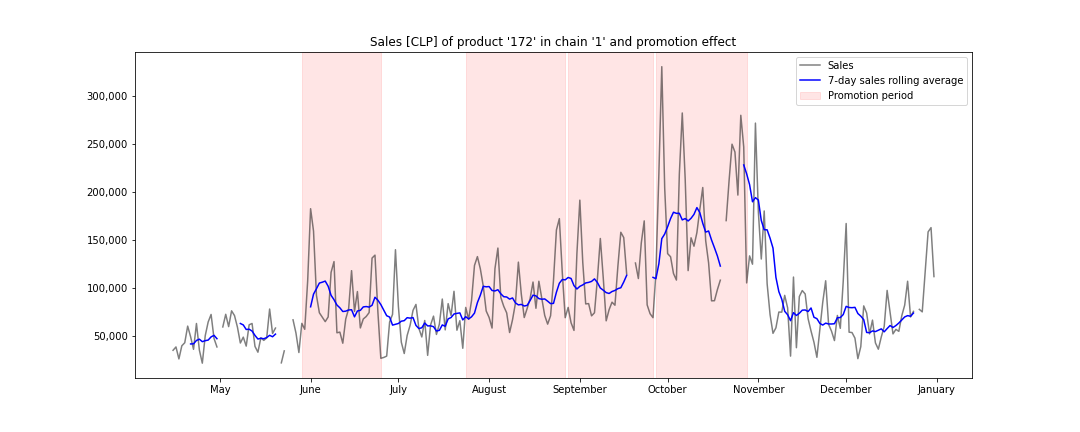 Sales [CLP] of product '172' in chain '1' and promotion effect
Sales
7-day sales rolling average
Promotion period
300,000
250,000
200,000
150,000
100,000
50,000
May
June
July
August
September
October
November
December
January